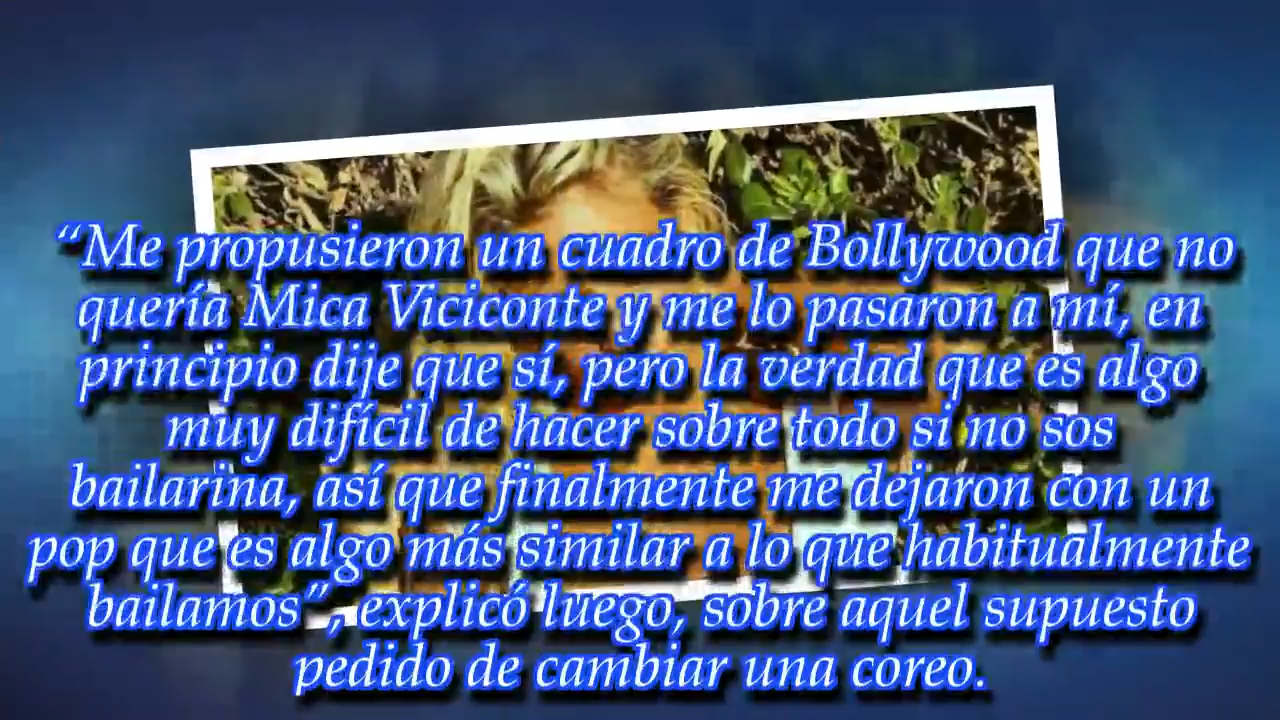 “Me propusieron un cuadro de Bollywood que no
quería Mica Viciconte y me lo pasaron a mí, en
principio dije que sí, pero la verdad que es algo
muy difícil de hacer sobre todo si no sos
bailarina, así que finalmente me dejaron con un
pop que es algo más similar a lo que habitualmente
bailamos”, explicó luego, sobre aquel supuesto
pedido de cambiar una coreo.